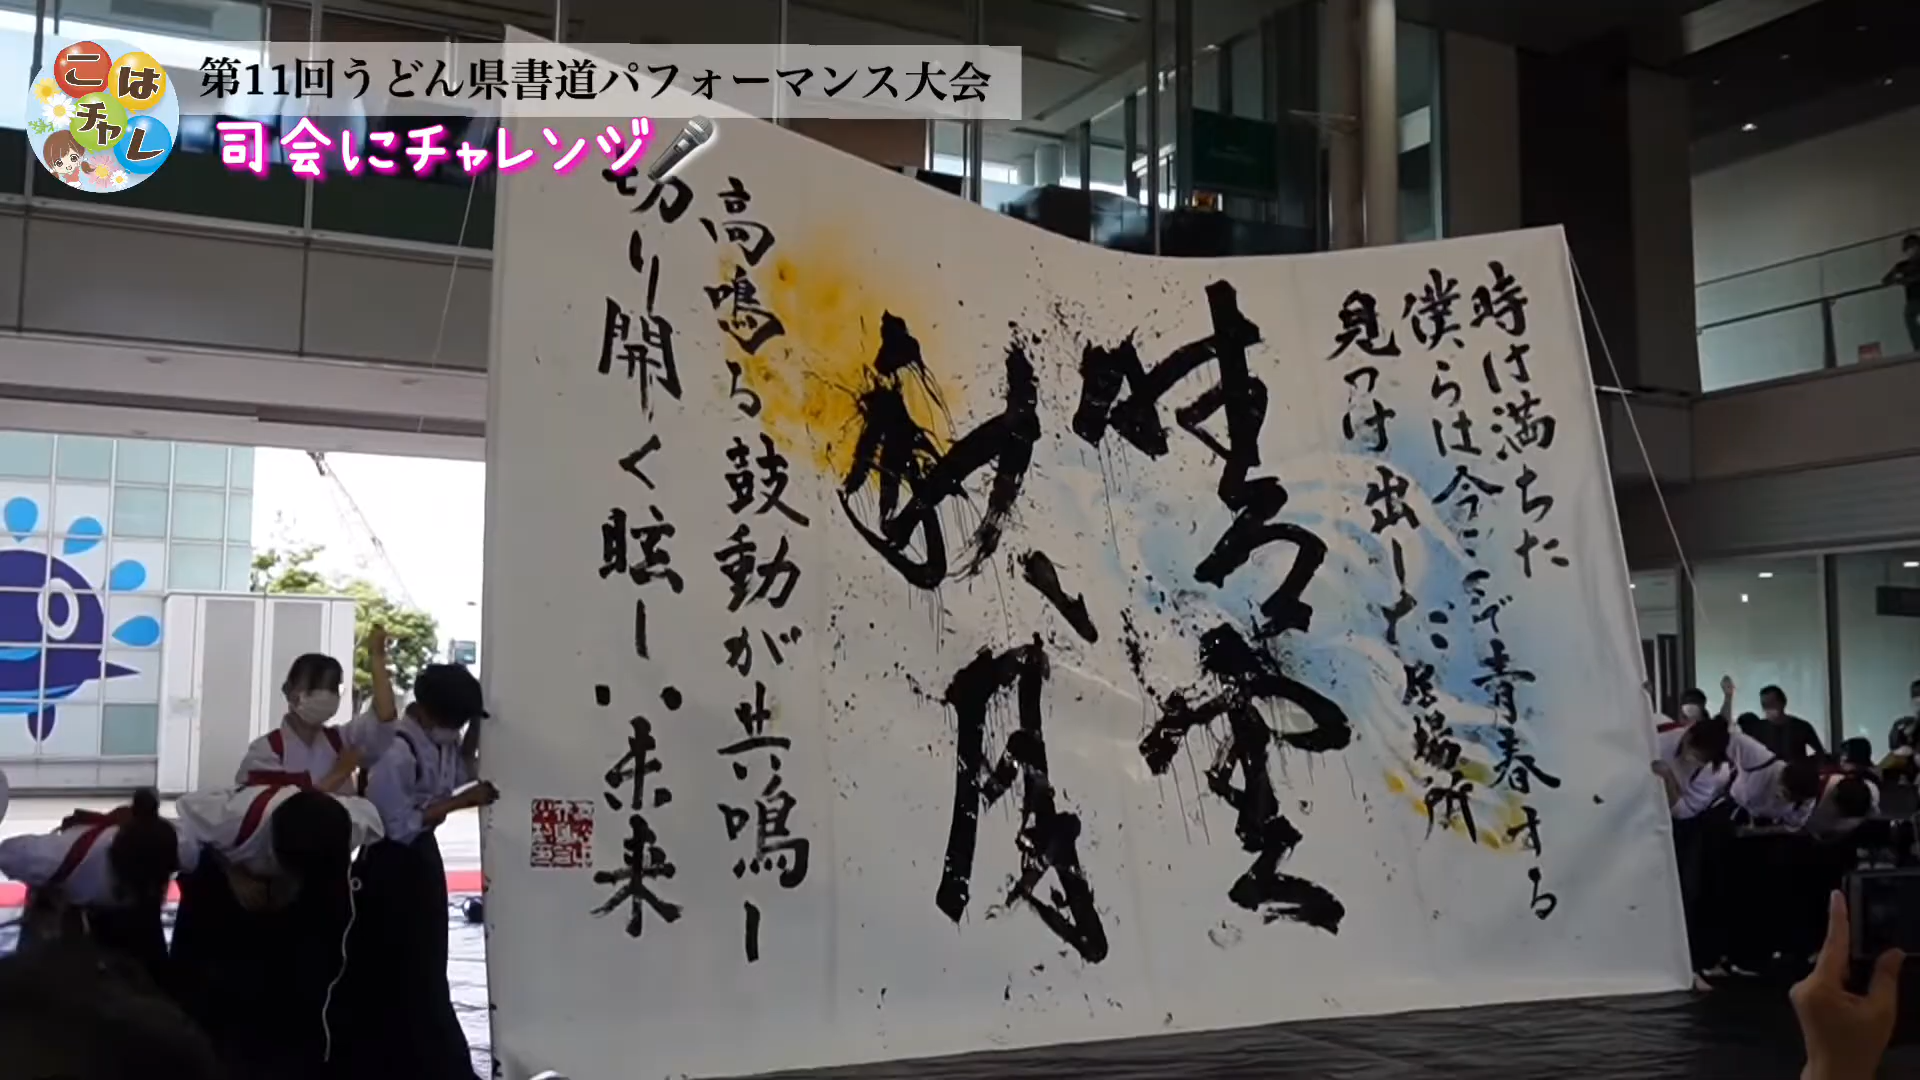 こはチャレ
第11回うどん県書道パフォーマンス大会
司会にチャレンジ
時は満ちた
僕らは今ここで青春する
見つけ出した居場所
高鳴る鼓動が共鳴し
切り開く眩しい未来